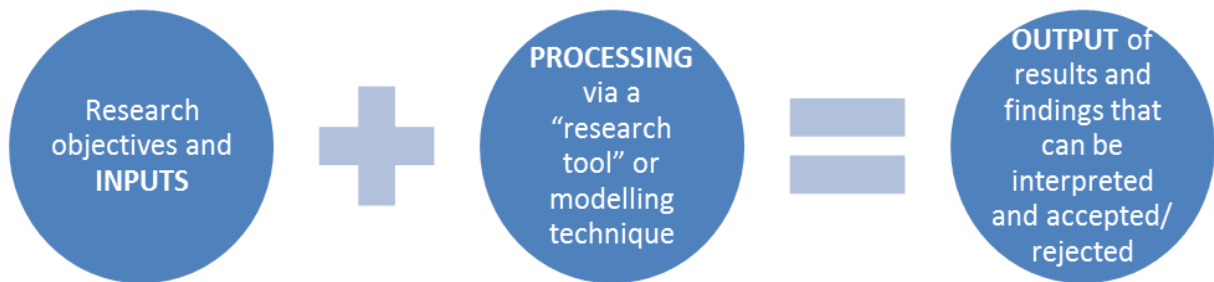 Research
objectives and
INPUTS
PROCESSING
via a
“research
tool” or
modelling
technique
OUTPUT of
results and
findings that
can be
interpreted
and accepted/
rejected